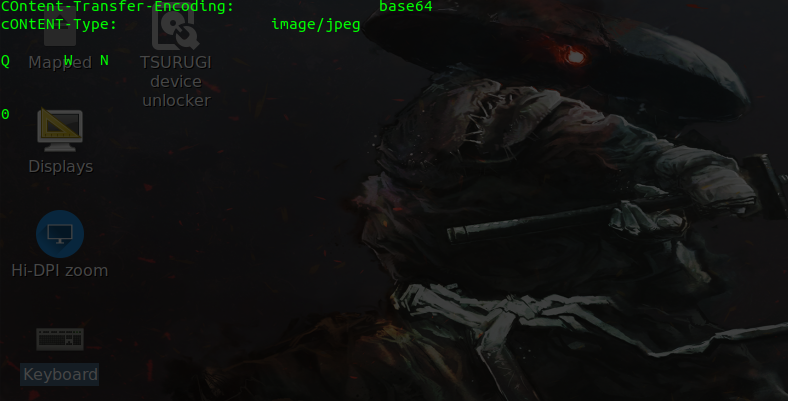 COntent-Transfer-Encoding: base64
cONtENT-Type: image/jpeg
Q W N
0
Mapped
TSURUGI
device
unlocker
Displays
Hi-DPI zoom
Keyboard